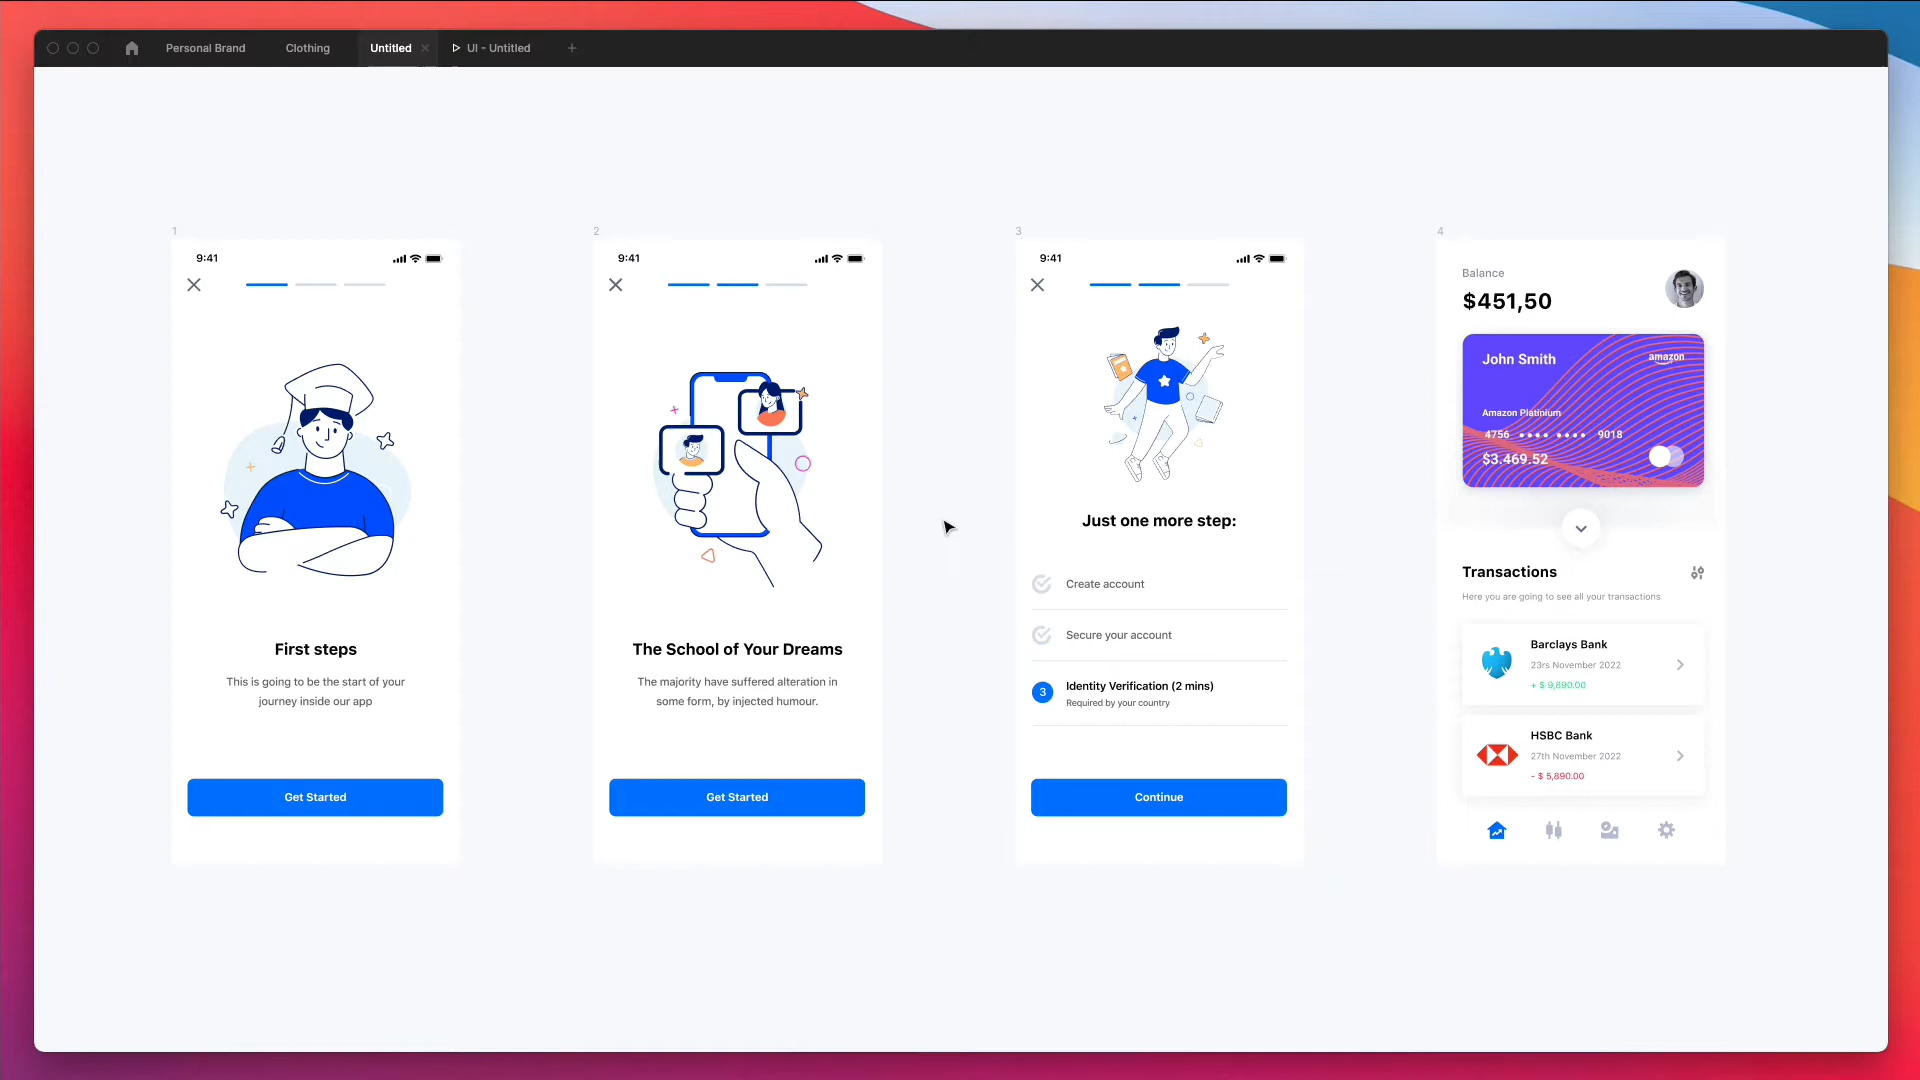 Personal Brand
Clothing
Untitled
UI - Untitled
1
9:41
First steps
This is going to be the start of your
journey inside our app
Get Started
2
9:41
The School of Your Dreams
The majority have suffered alteration in
some form, by injected humour.
Get Started
3
9:41
Just one more step:
Create account
Secure your account
3
Identity Verification (2 mins)
Required by your country
Continue
4
Balance
$451,50
John Smith
amazon
Amazon Platinium
4756 •••• •••• 9018
$3.469.52
Transactions
Here you are going to see all your transactions
Barclays Bank
23rs November 2022
+ $ 9,890.00
HSBC Bank
27th November 2022
- $ 5,890.00